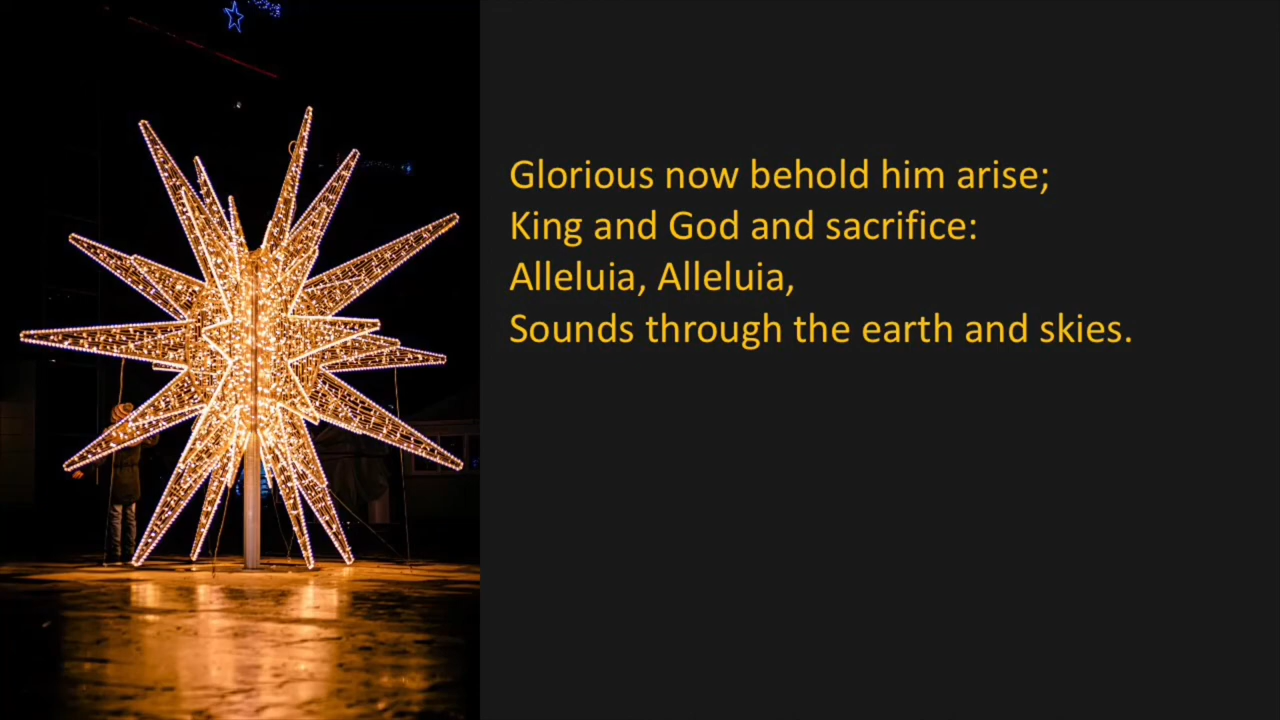 Glorious now behold him arise;
King and God and sacrifice:
Alleluia, Alleluia,
Sounds through the earth and skies.